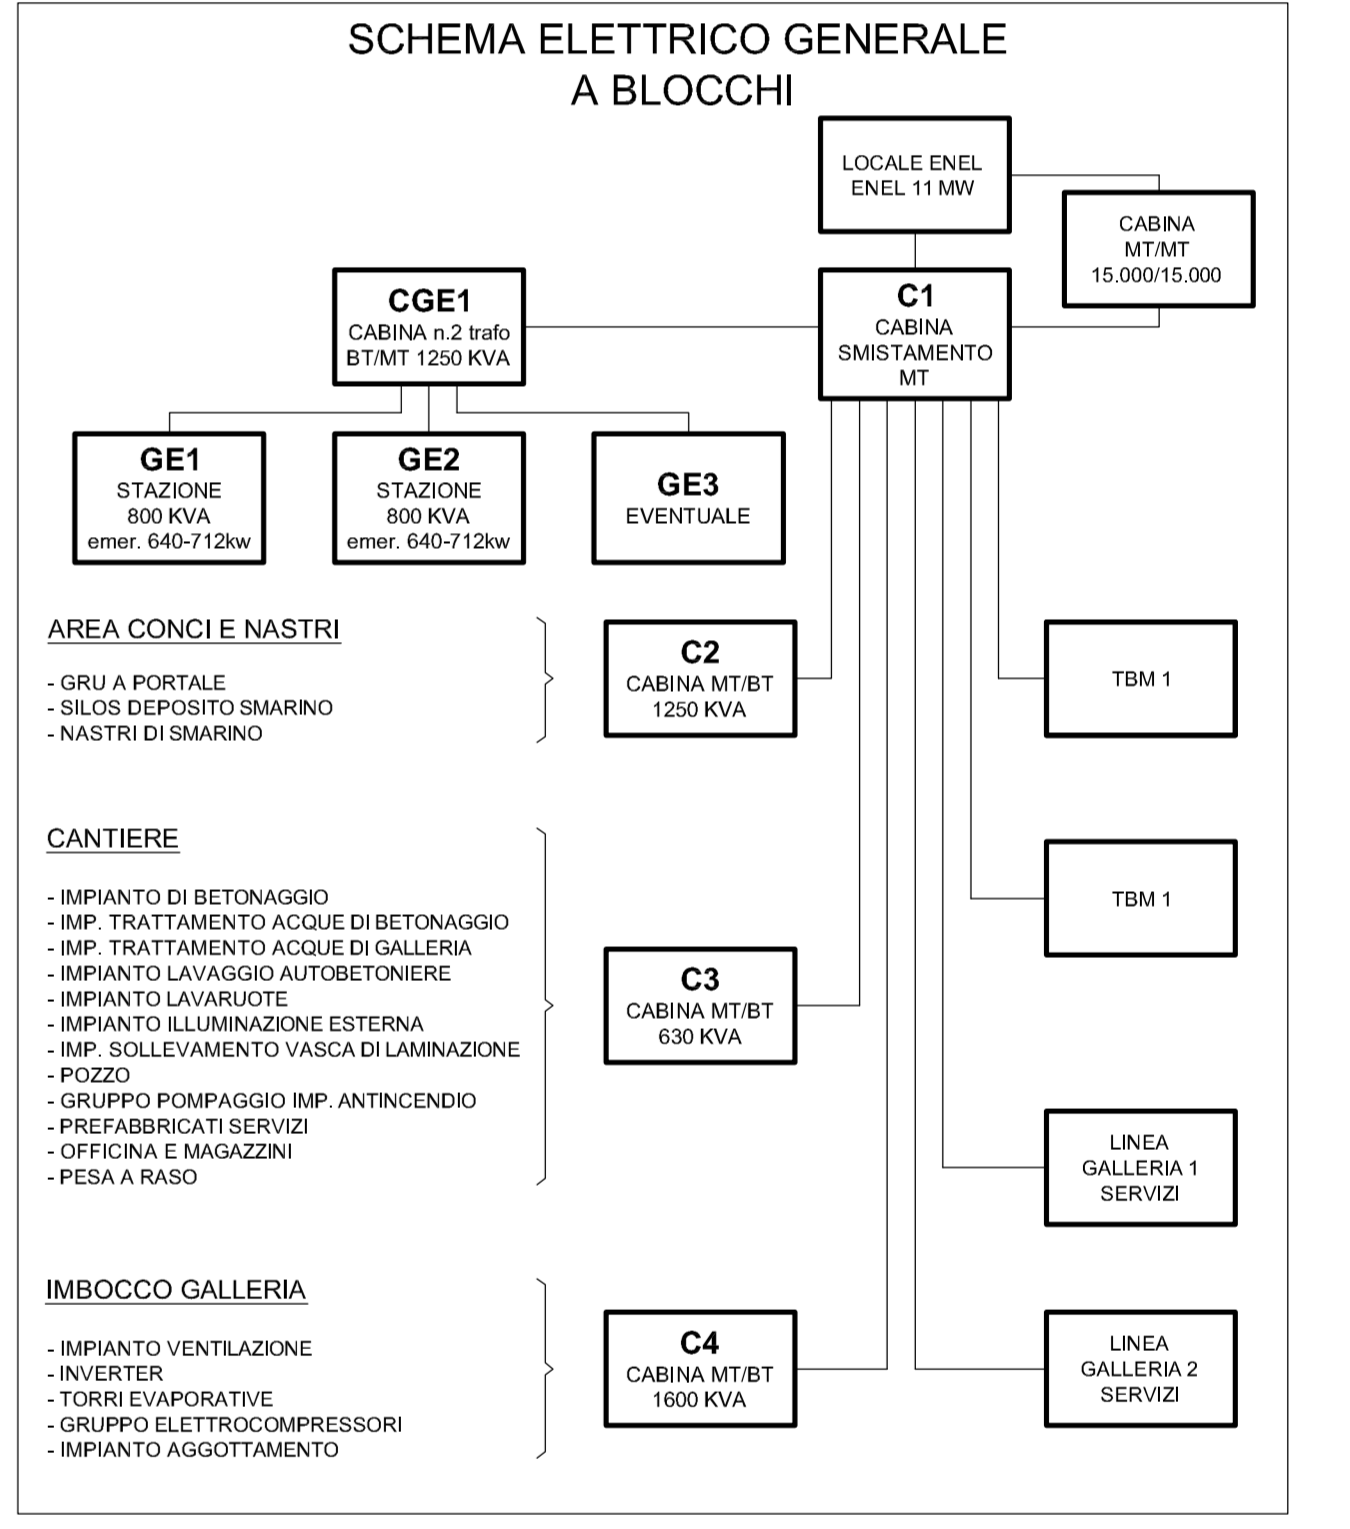 SCHEMA ELETTRICO GENERALE
A BLOCCHI
LOCALE ENEL
ENEL 11 MW
CABINA
MT/MT
15.000/15.000
CGE1
CABINA n.2 trafo
BT/MT 1250 KVA
C1
CABINA
SMISTAMENTO
MT
GE1
STAZIONE
800 KVA
emer. 640-712kw
GE2
STAZIONE
800 KVA
emer. 640-712kw
GE3
EVENTUALE
AREA CONCI E NASTRI
- GRU A PORTALE
- SILOS DEPOSITO SMARINO
- NASTRI DI SMARINO
C2
CABINA MT/BT
1250 KVA
TBM 1
CANTIERE
- IMPIANTO DI BETONAGGIO
- IMP. TRATTAMENTO ACQUE DI BETONAGGIO
- IMP. TRATTAMENTO ACQUE DI GALLERIA
- IMPIANTO LAVAGGIO AUTOBETONIERE
- IMPIANTO LAVARUOTE
- IMPIANTO ILLUMINAZIONE ESTERNA
- IMP. SOLLEVAMENTO VASCA DI LAMINAZIONE
- POZZO
- GRUPPO POMPAGGIO IMP. ANTINCENDIO
- PREFABBRICATI SERVIZI
- OFFICINA E MAGAZZINI
- PESA A RASO
C3
CABINA MT/BT
630 KVA
TBM 1
LINEA
GALLERIA 1
SERVIZI
IMBOCCO GALLERIA
- IMPIANTO VENTILAZIONE
- INVERTER
- TORRI EVAPORATIVE
- GRUPPO ELETTROCOMPRESSORI
- IMPIANTO AGGOTTAMENTO
C4
CABINA MT/BT
1600 KVA
LINEA
GALLERIA 2
SERVIZI